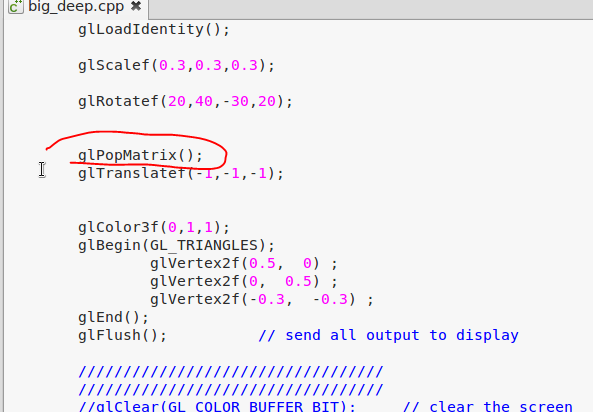 big_deep.cpp ✖
glLoadIdentity();
glScalef(0.3,0.3,0.3);
glRotatef(20,40,-30,20);
glPopMatrix();
glTranslatef(-1,-1,-1);
glColor3f(0,1,1);
glBegin(GL_TRIANGLES);
glVertex2f(0.5,  0) ;
glVertex2f(0,  0.5) ;
glVertex2f(-0.3,  -0.3) ;
glEnd();
glFlush();          // send all output to display
//////////////////////////////////
//////////////////////////////////
//glClear(GL_COLOR_BUFFER_BIT);     // clear the screen